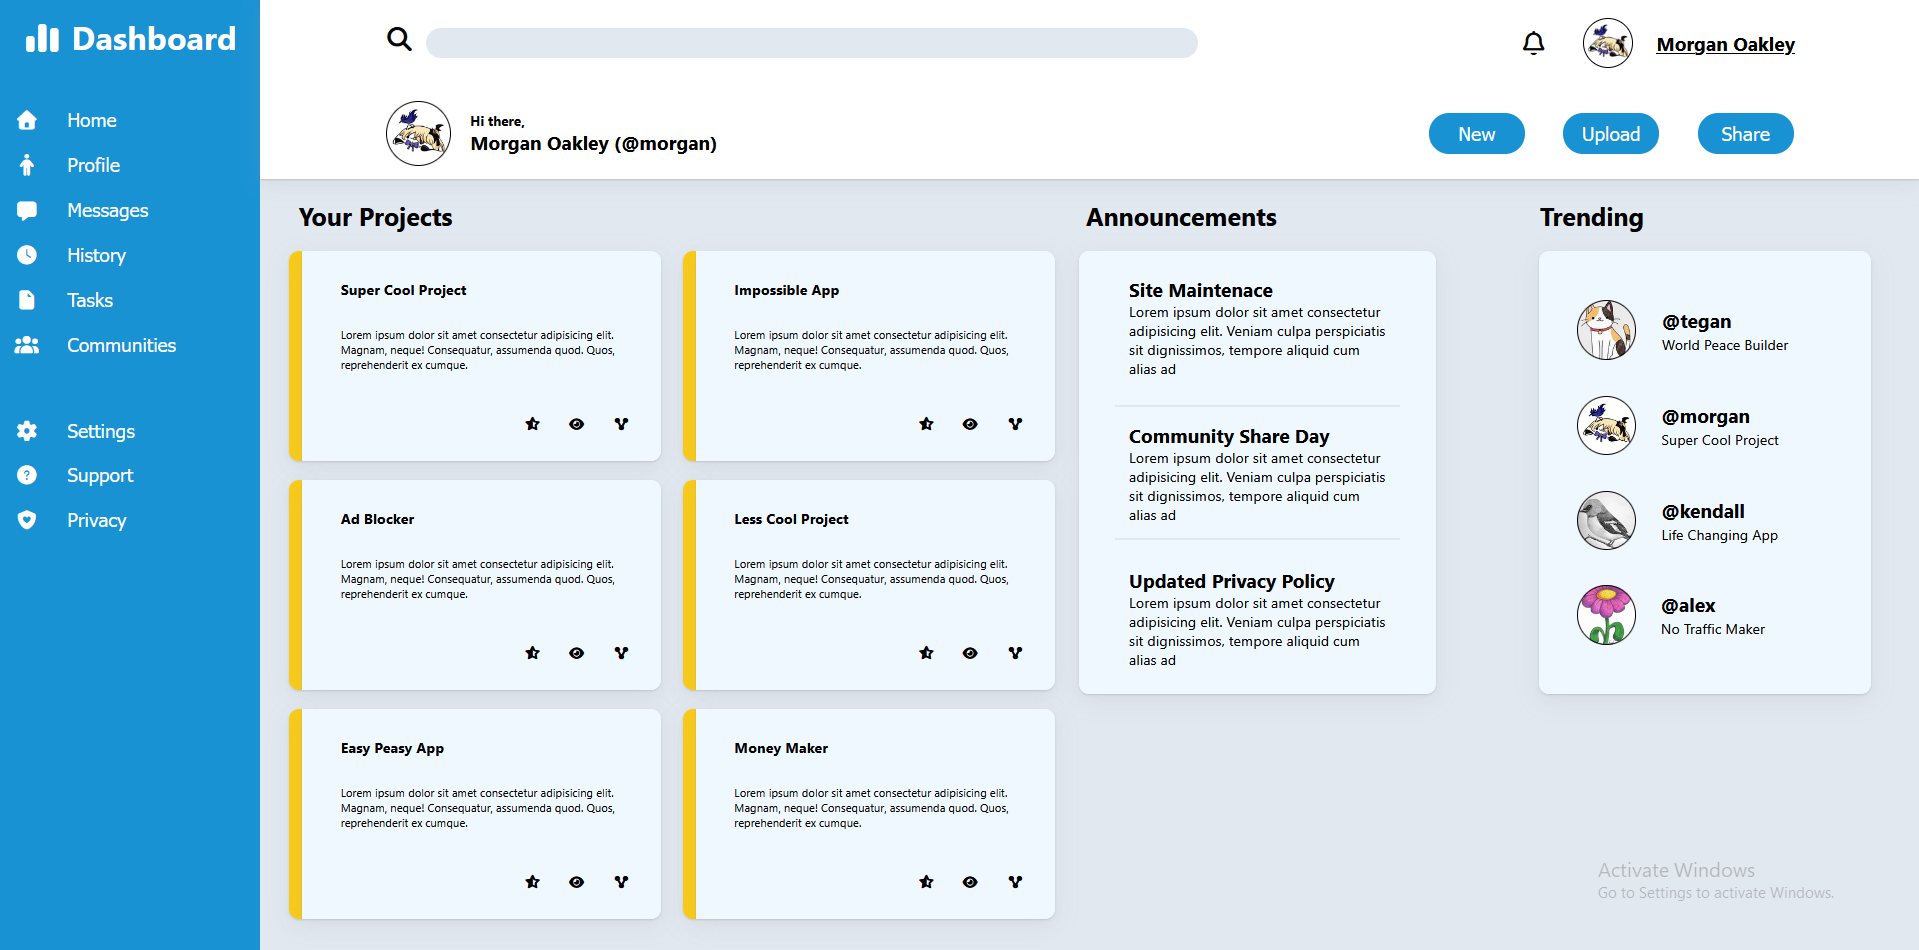 Dashboard
Home
Profile
Messages
History
Tasks
Communities
Settings
Support
Privacy
Morgan Oakley
Hi there,
Morgan Oakley (@morgan)
New
Upload
Share
Your Projects
Super Cool Project
Lorem ipsum dolor sit amet consectetur adipisicing elit.
Magnam, neque! Consequatur, assumenda quod. Quos,
reprehenderit ex cumque.
Impossible App
Lorem ipsum dolor sit amet consectetur adipisicing elit.
Magnam, neque! Consequatur, assumenda quod. Quos,
reprehenderit ex cumque.
Ad Blocker
Lorem ipsum dolor sit amet consectetur adipisicing elit.
Magnam, neque! Consequatur, assumenda quod. Quos,
reprehenderit ex cumque.
Less Cool Project
Lorem ipsum dolor sit amet consectetur adipisicing elit.
Magnam, neque! Consequatur, assumenda quod. Quos,
reprehenderit ex cumque.
Easy Peasy App
Lorem ipsum dolor sit amet consectetur adipisicing elit.
Magnam, neque! Consequatur, assumenda quod. Quos,
reprehenderit ex cumque.
Money Maker
Lorem ipsum dolor sit amet consectetur adipisicing elit.
Magnam, neque! Consequatur, assumenda quod. Quos,
reprehenderit ex cumque.
Announcements
Site Maintenace
Lorem ipsum dolor sit amet consectetur
adipisicing elit. Veniam culpa perspiciatis
sit dignissimos, tempore aliquid cum
alias ad
Community Share Day
Lorem ipsum dolor sit amet consectetur
adipisicing elit. Veniam culpa perspiciatis
sit dignissimos, tempore aliquid cum
alias ad
Updated Privacy Policy
Lorem ipsum dolor sit amet consectetur
adipisicing elit. Veniam culpa perspiciatis
sit dignissimos, tempore aliquid cum
alias ad
Trending
@tegan
World Peace Builder
@morgan
Super Cool Project
@kendall
Life Changing App
@alex
No Traffic Maker
Activate Windows
Go to Settings to activate Windows.